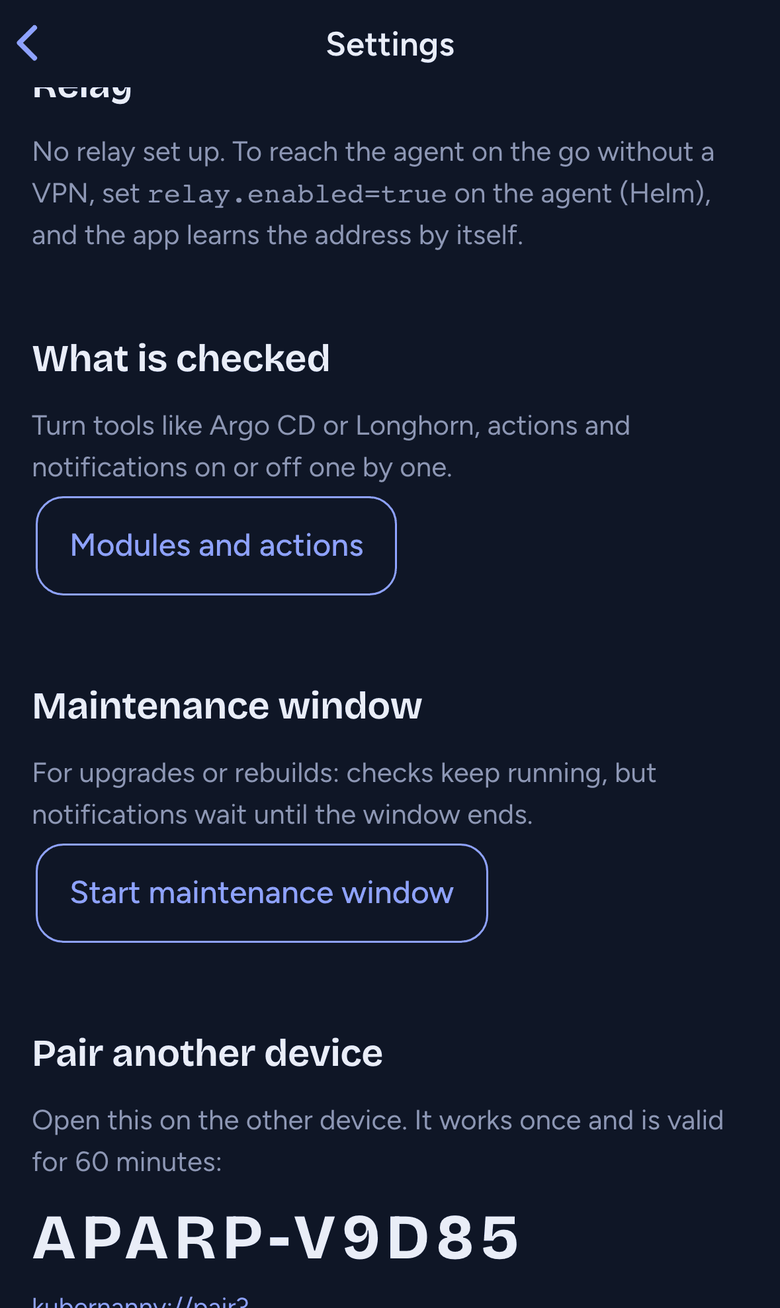 Settings
Relay
No relay set up. To reach the agent on the go without a
VPN, set relay.enabled=true on the agent (Helm),
and the app learns the address by itself.
What is checked
Turn tools like Argo CD or Longhorn, actions and
notifications on or off one by one.
Modules and actions
Maintenance window
For upgrades or rebuilds: checks keep running, but
notifications wait until the window ends.
Start maintenance window
Pair another device
Open this on the other device. It works once and is valid
for 60 minutes:
APARP-V9D85
kubernanny://pair?